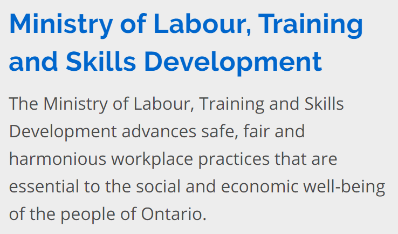 Ministry of Labour, Training
and Skills Development
The Ministry of Labour, Training and Skills
Development advances safe, fair and
harmonious workplace practices that are
essential to the social and economic well-being
of the people of Ontario.